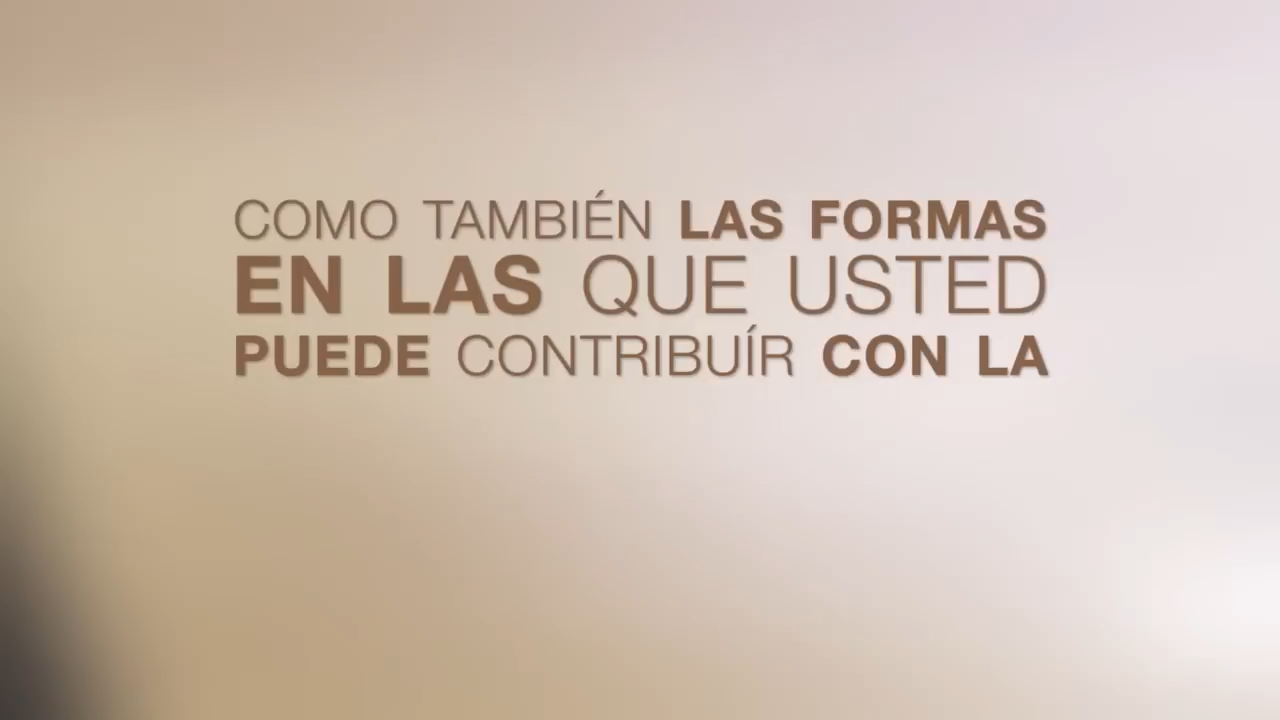 COMO TAMBIÉN LAS FORMAS
EN LAS QUE USTED
PUEDE CONTRIBUÍR CON LA